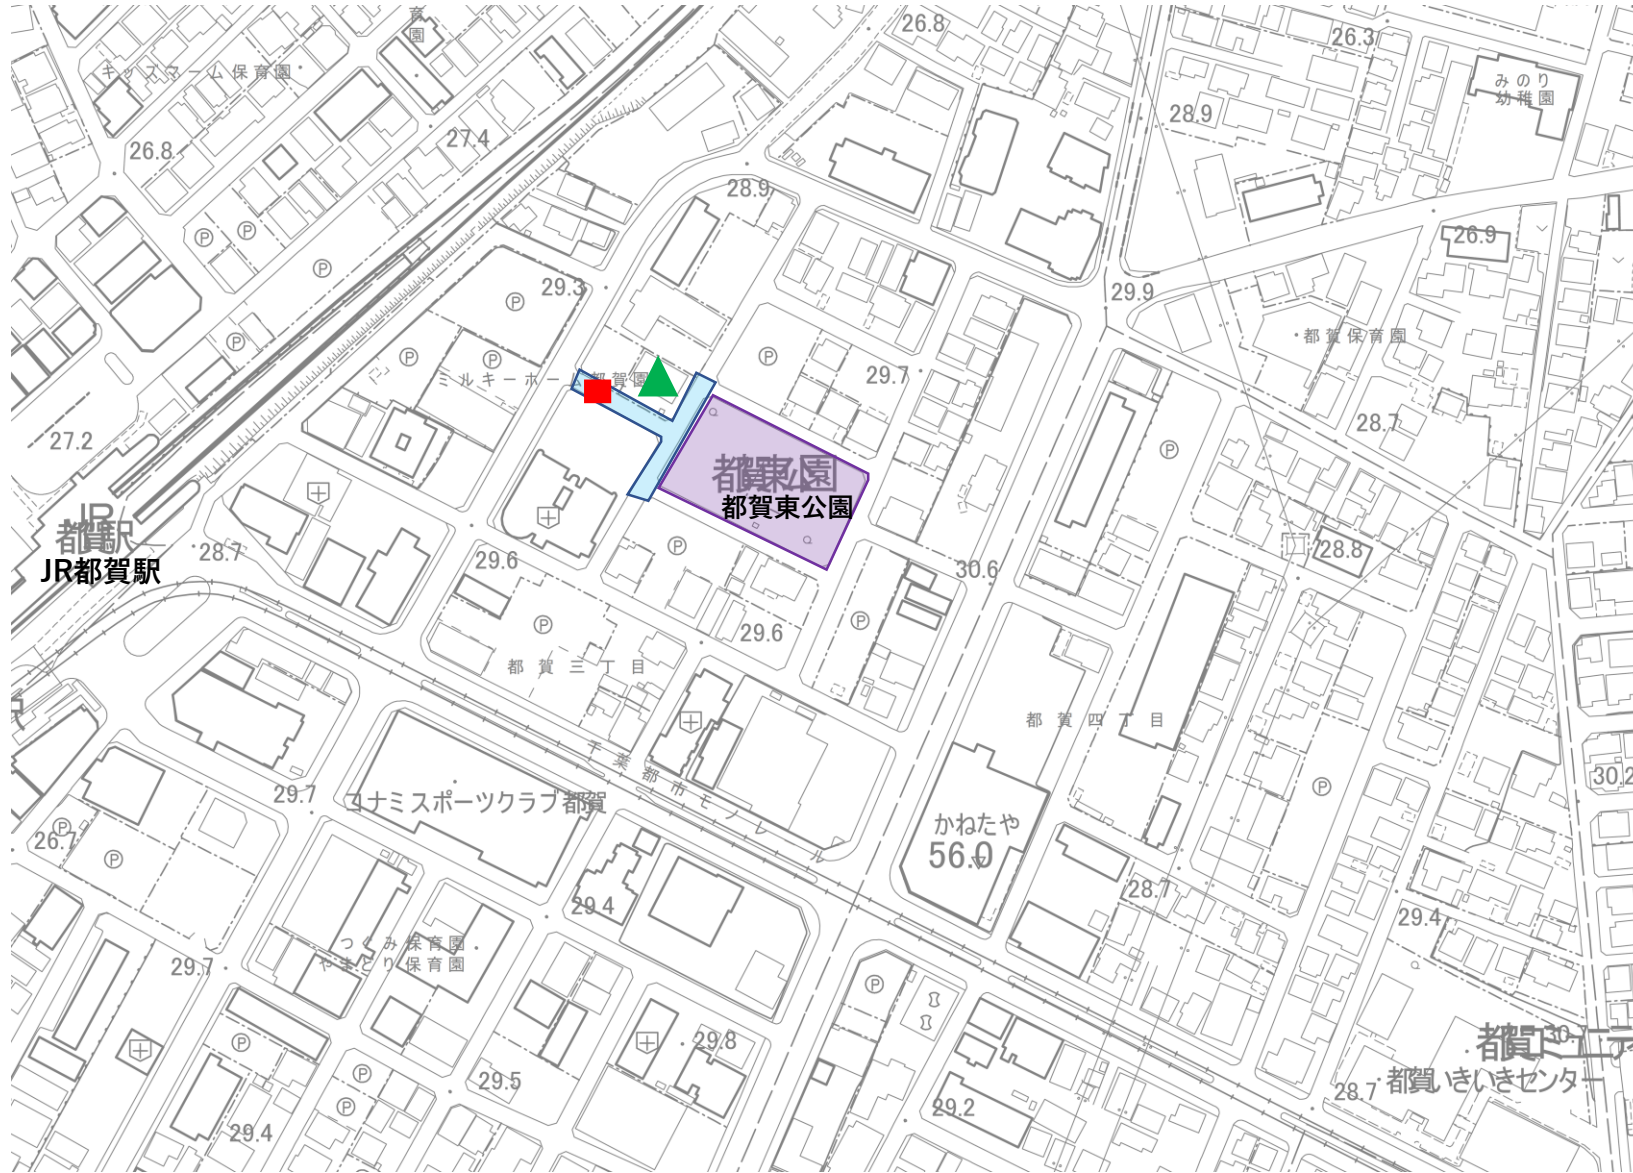 育
園
26.8
26.3
キッズマーム保育園
みのり
幼稚園
28.9
27.4
26.8
28.9
26.9
29.3
29.9
都賀保育園
ミルキーホーム都賀園
29.7
28.7
27.2
都賀東公園
都賀東公園
JR
都賀駅
JR都賀駅
28.7
29.6
30.6
28.8
29.6
都賀三丁目
都賀四丁目
千葉都市モノレール
30.2
29.7
コナミスポーツクラブ都賀
かねたや
56.0
26.7
28.7
29.4
29.4
つくみ保育園
やまどり保育園
29.7
29.8
30.7
都賀いきいきセンター
29.5
28.7
29.2
29.4